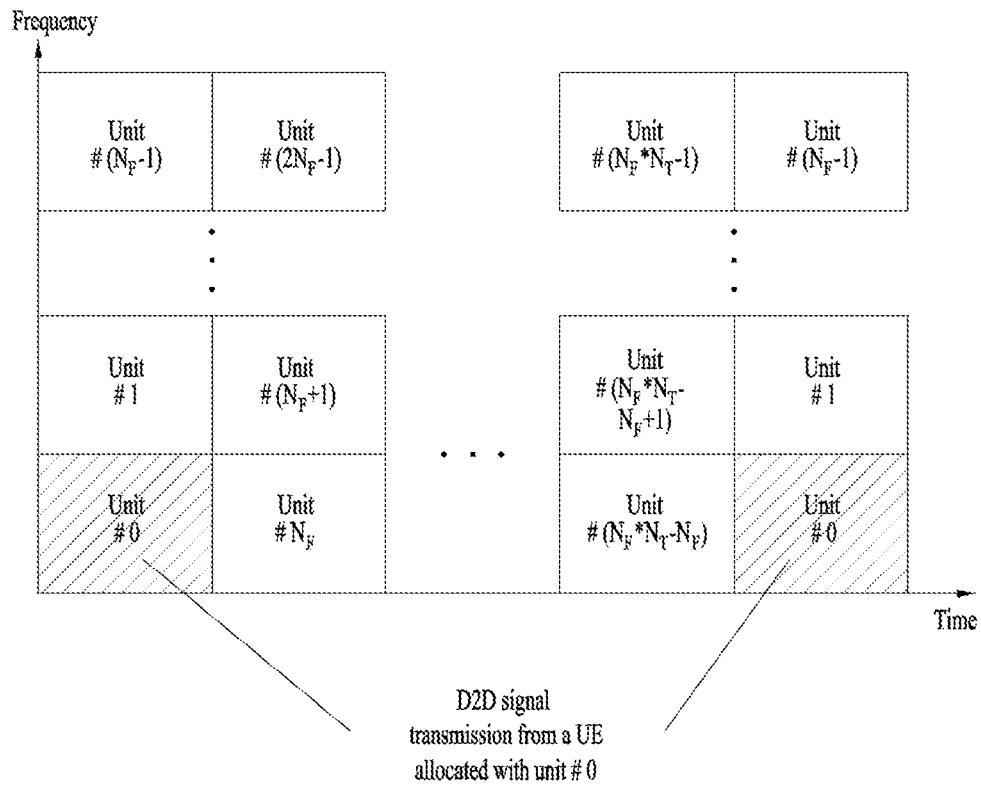 Frequency
Unit
# (N_F-1)
Unit
# (2N_F-1)
Unit
# (N_F*N_T-1)
Unit
# (N_F-1)
Unit
# 1
Unit
# (N_F+1)
Unit
# (N_F*N_T-
N_F+1)
Unit
# 1
Unit
# 0
Unit
# N_F
Unit
# (N_F*N_T-N_F)
Unit
# 0
Time
D2D signal
transmission from a UE
allocated with unit # 0